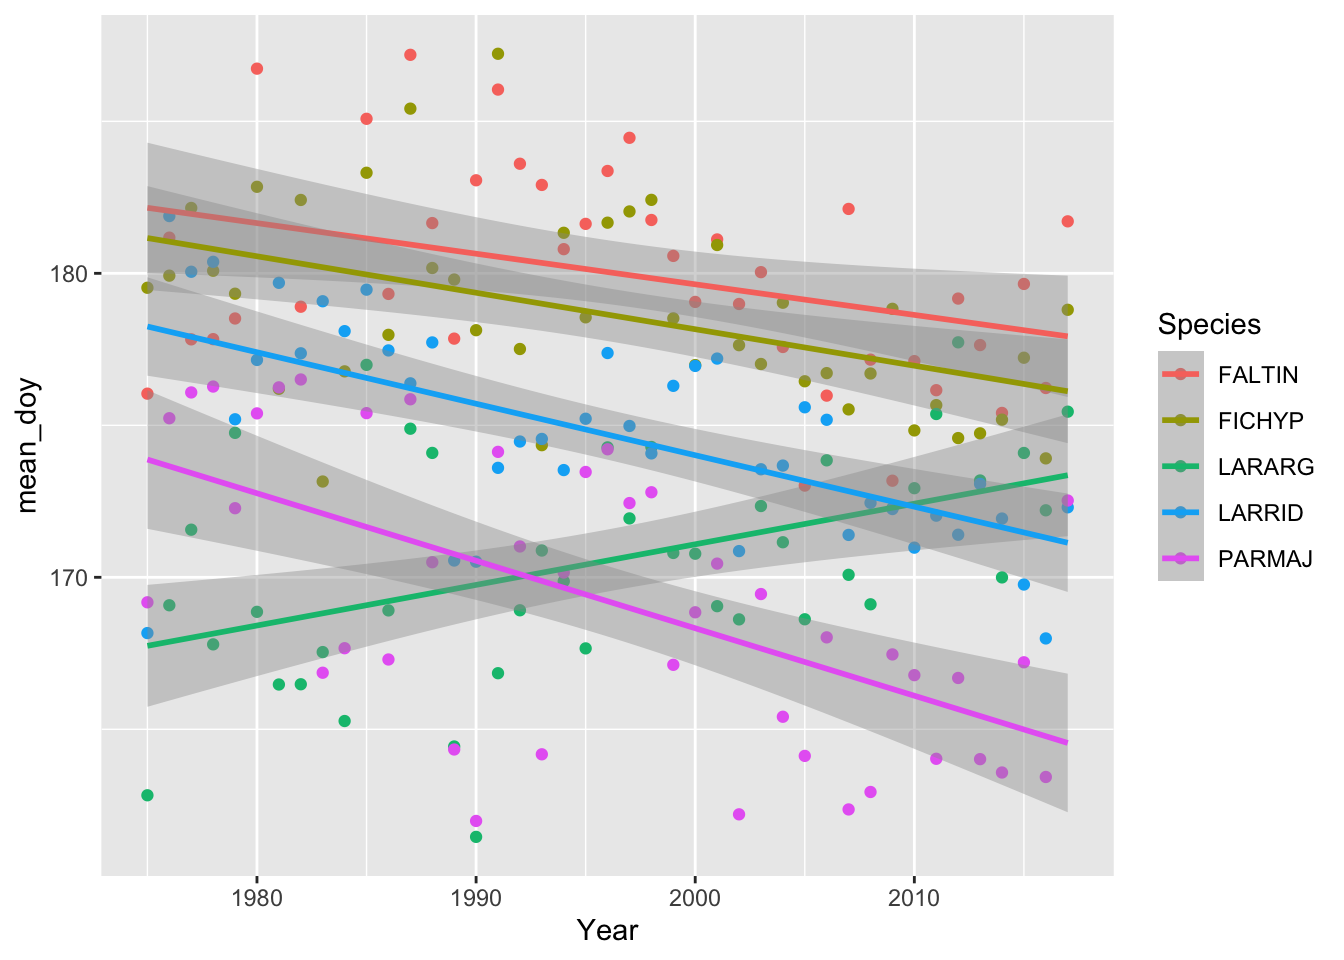 mean_doy
180
170
1980 1990 2000 2010
Year
Species
FALTIN
FICHYP
LARARG
LARRID
PARMAJ